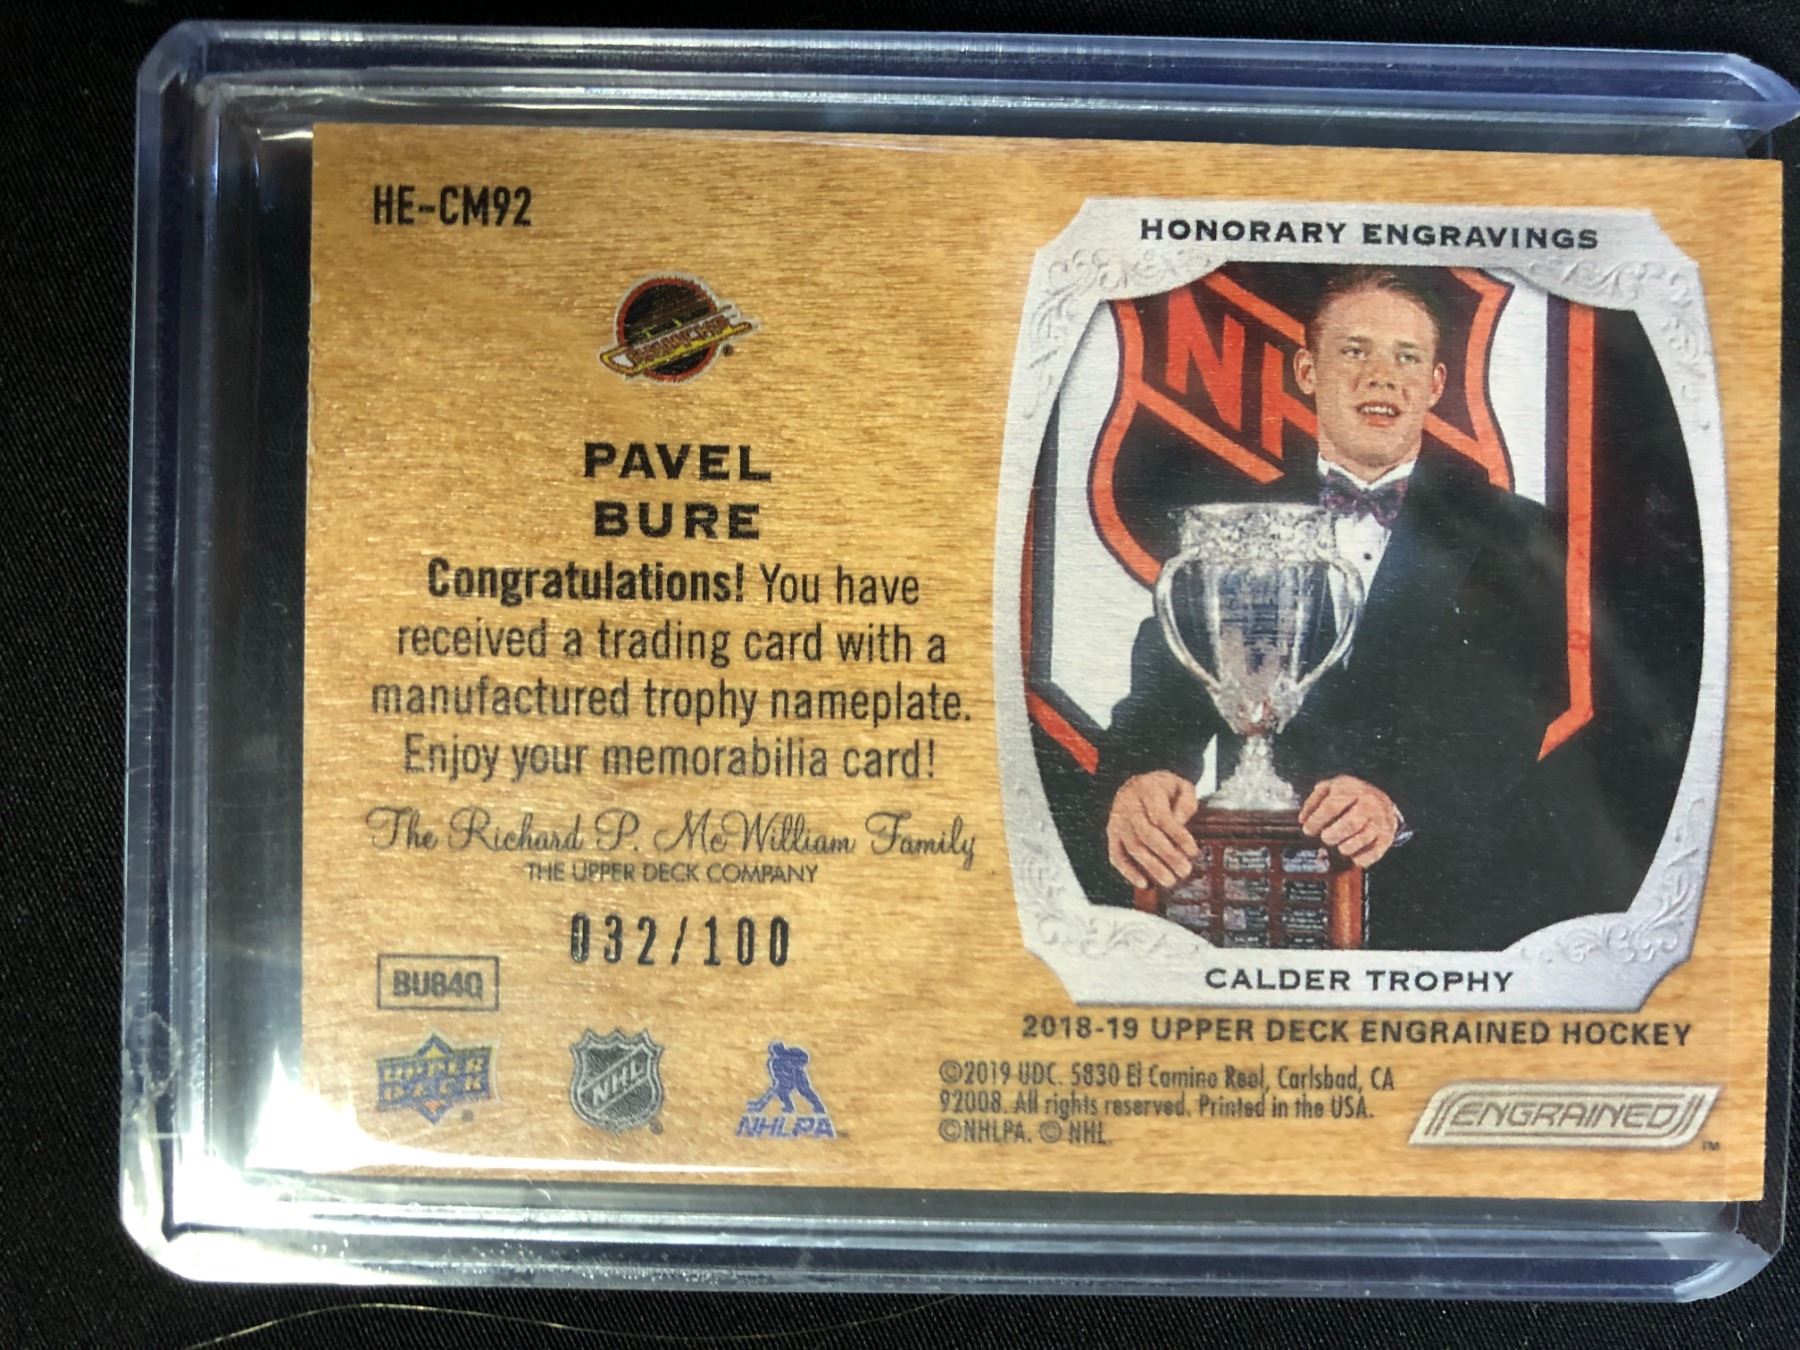 HE-CM92
PAVEL
BURE
Congratulations! You have
received a trading card with a
manufactured trophy nameplate.
Enjoy your memorabilia card!
The Richard P. McWilliam Family
THE UPPER DECK COMPANY
032/100
BU84Q
UPPER
DECK
NHL
NHLPA
HONORARY ENGRAVINGS
NH
CALDER TROPHY
2018-19 UPPER DECK ENGRAINED HOCKEY
©2019 UDC. 5830 El Camino Real, Carlsbad, CA
92008. All rights reserved. Printed in the USA.
©NHLPA. © NHL.
ENGRAINED ™